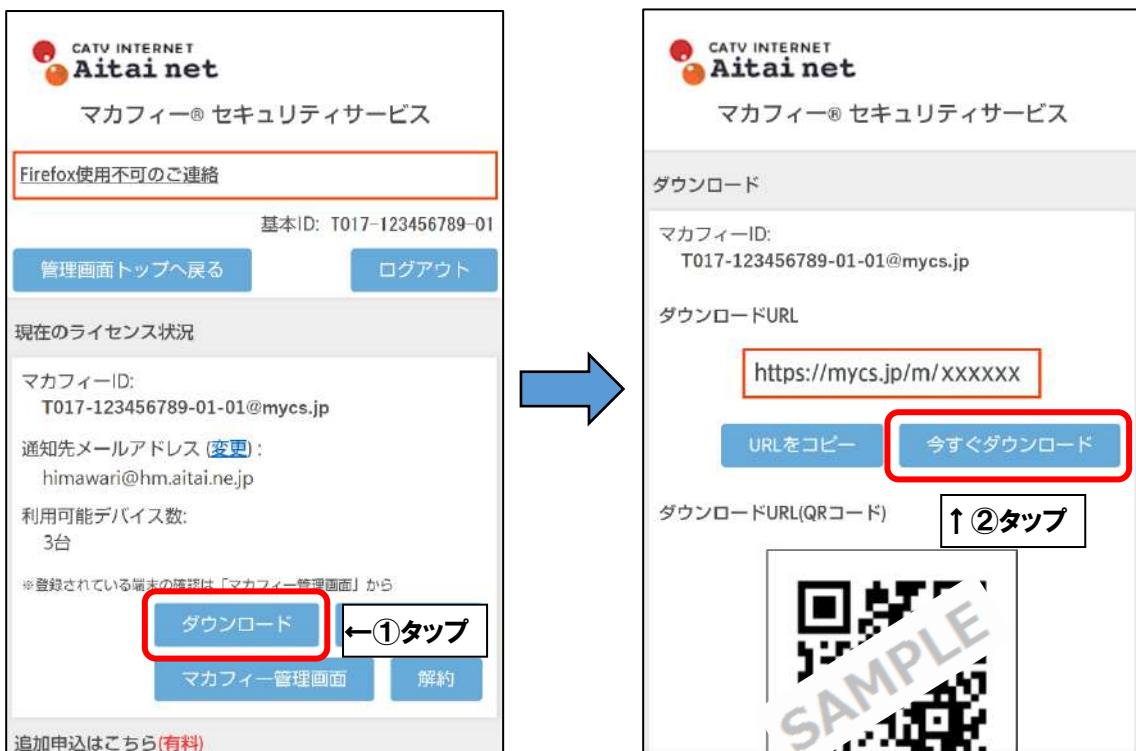 CATV INTERNET
Aitai net
マカフィー® セキュリティサービス
Firefox使用不可のご連絡
基本ID: T017-123456789-01
管理画面トップへ戻る
ログアウト
現在のライセンス状況
マカフィーID:
T017-123456789-01-01@mycs.jp
通知先メールアドレス (変更) :
himawari@hm.aitai.ne.jp
利用可能デバイス数:
3台
※登録されている端末の確認は「マカフィー管理画面」から
ダウンロード
←①タップ
マカフィー管理画面
解約
追加申込はこちら(有料)
CATV INTERNET
Aitai net
マカフィー® セキュリティサービス
ダウンロード
マカフィーID:
T017-123456789-01-01@mycs.jp
ダウンロードURL
https://mycs.jp/m/xxxxxx
URLをコピー
今すぐダウンロード
ダウンロードURL(QRコード)
↑②タップ
SAMPLE